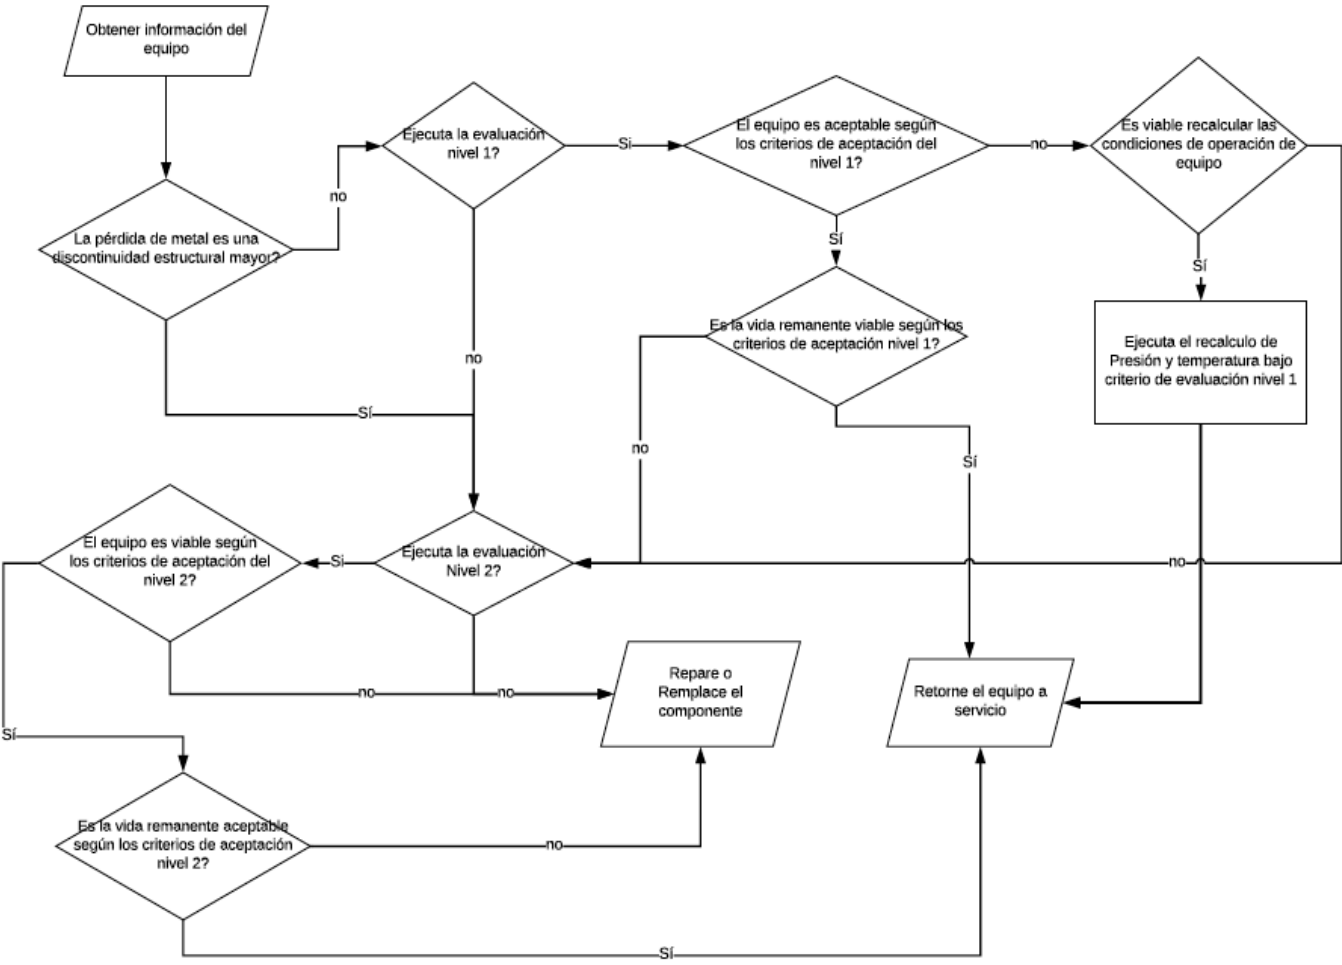 Obtener información del
equipo
La pérdida de metal es una
discontinuidad estructural mayor?
no
Ejecuta la evaluación
nivel 1?
Si
El equipo es aceptable según
los criterios de aceptación del
nivel 1?
no
Es viable recalcular las
condiciones de operación de
equipo
Sí
Sí
Es la vida remanente viable según los
criterios de aceptación nivel 1?
Ejecuta el recalculo de
Presión y temperatura bajo
criterio de evaluación nivel 1
no
Sí
no
Sí
El equipo es viable según
los criterios de aceptación del
nivel 2?
Si
Ejecuta la evaluación
Nivel 2?
no
no
no
Repare o
Remplace el
componente
Retorne el equipo a
servicio
Sí
Es la vida remanente aceptable
según los criterios de aceptación
nivel 2?
no
Sí